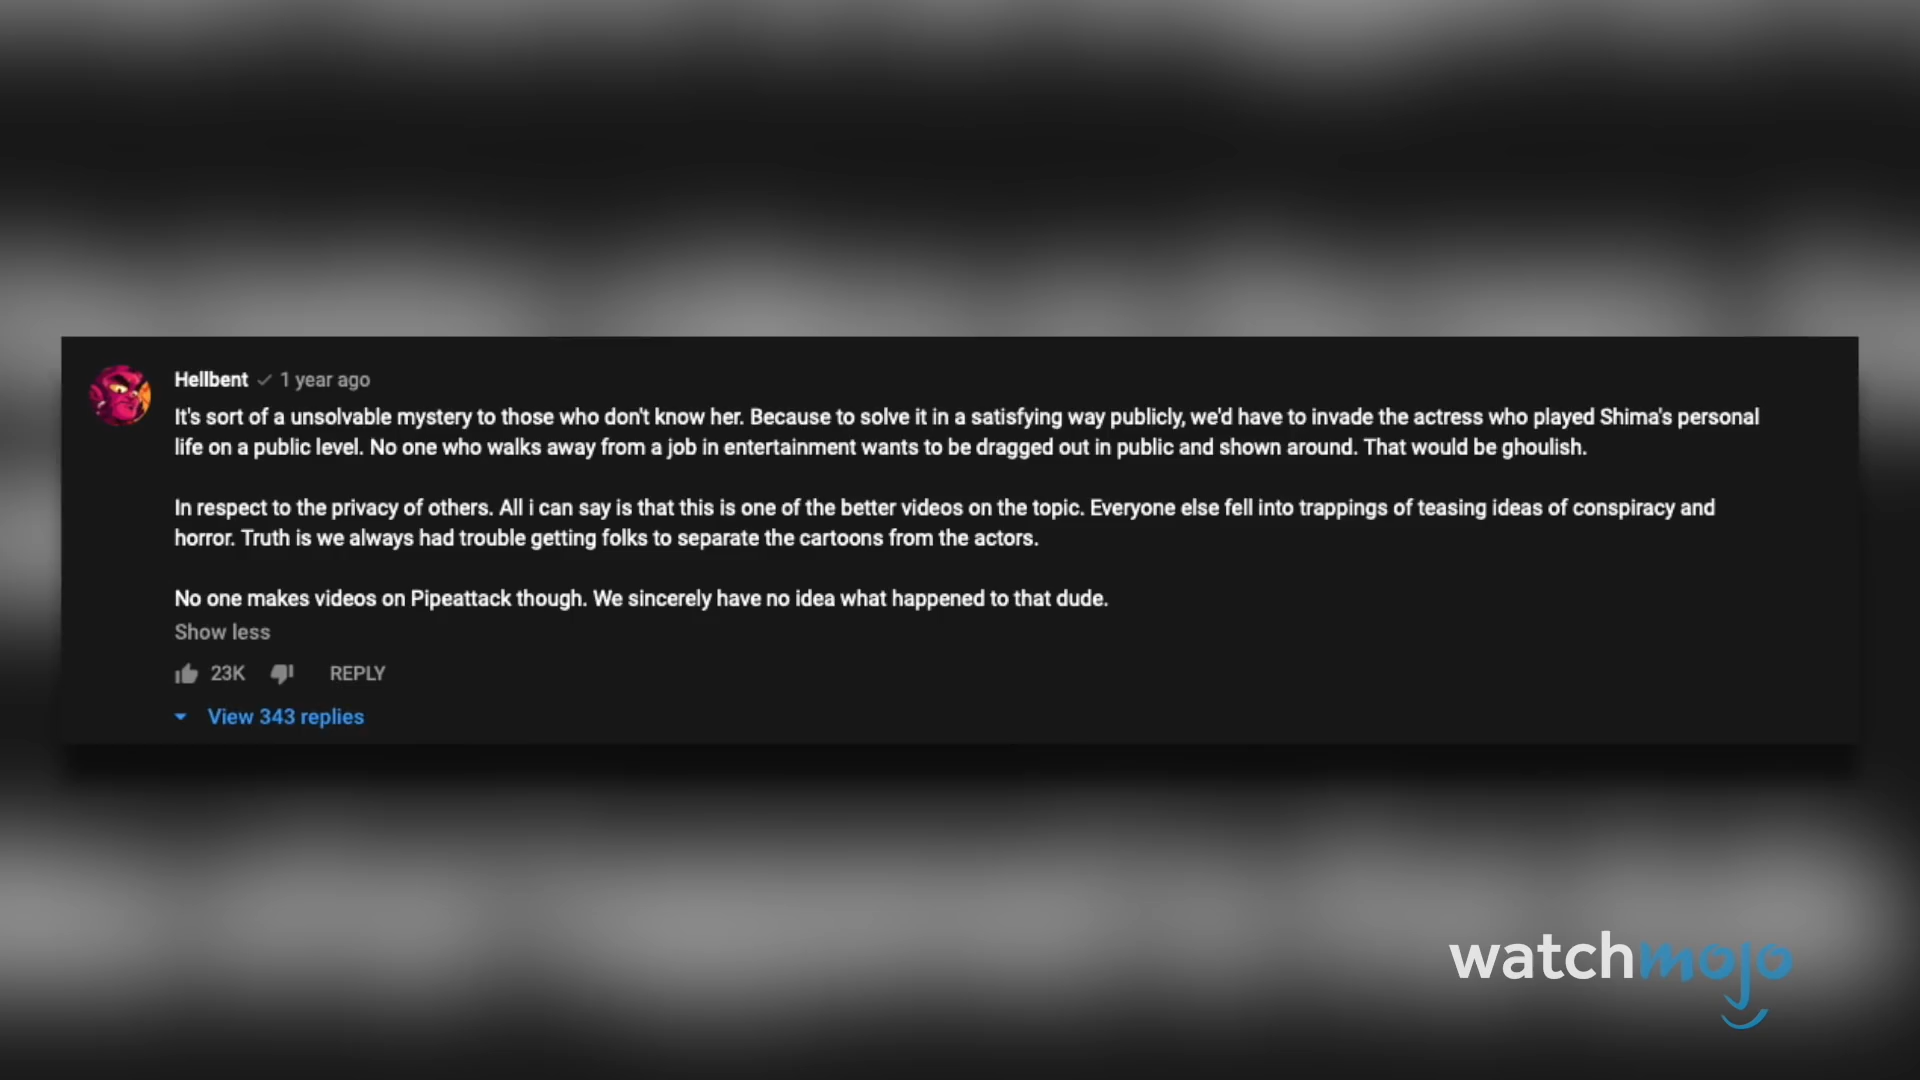 Hellbent ✓ 1 year ago
It's sort of a unsolvable mystery to those who don't know her. Because to solve it in a satisfying way publicly, we'd have to invade the actress who played Shima's personal
life on a public level. No one who walks away from a job in entertainment wants to be dragged out in public and shown around. That would be ghoulish.
In respect to the privacy of others. All i can say is that this is one of the better videos on the topic. Everyone else fell into trappings of teasing ideas of conspiracy and
horror. Truth is we always had trouble getting folks to separate the cartoons from the actors.
No one makes videos on Pipeattack though. We sincerely have no idea what happened to that dude.
Show less
23K REPLY
View 343 replies
watchmojo